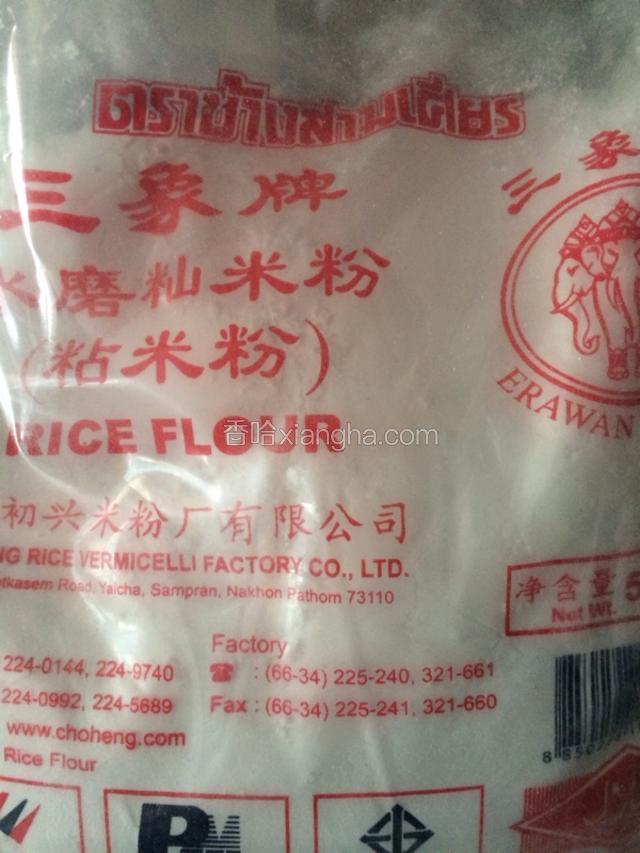 ตราช้างสามเศียร
三象牌
三象
水磨籼米粉
(粘米粉)
ERAWAN
RICE FLOUR
香哈xiangha.com
初兴米粉厂有限公司
NG RICE VERMICELLI FACTORY CO., LTD.
etkasem Road, Yaicha, Sampran, Nakhon Pathom 73110
净含量 5
Net Wt.
Factory
224-0144, 224-9740
☎ : (66-34) 225-240, 321-661
224-0992, 224-5689
Fax : (66-34) 225-241, 321-660
www.choheng.com
Rice Flour